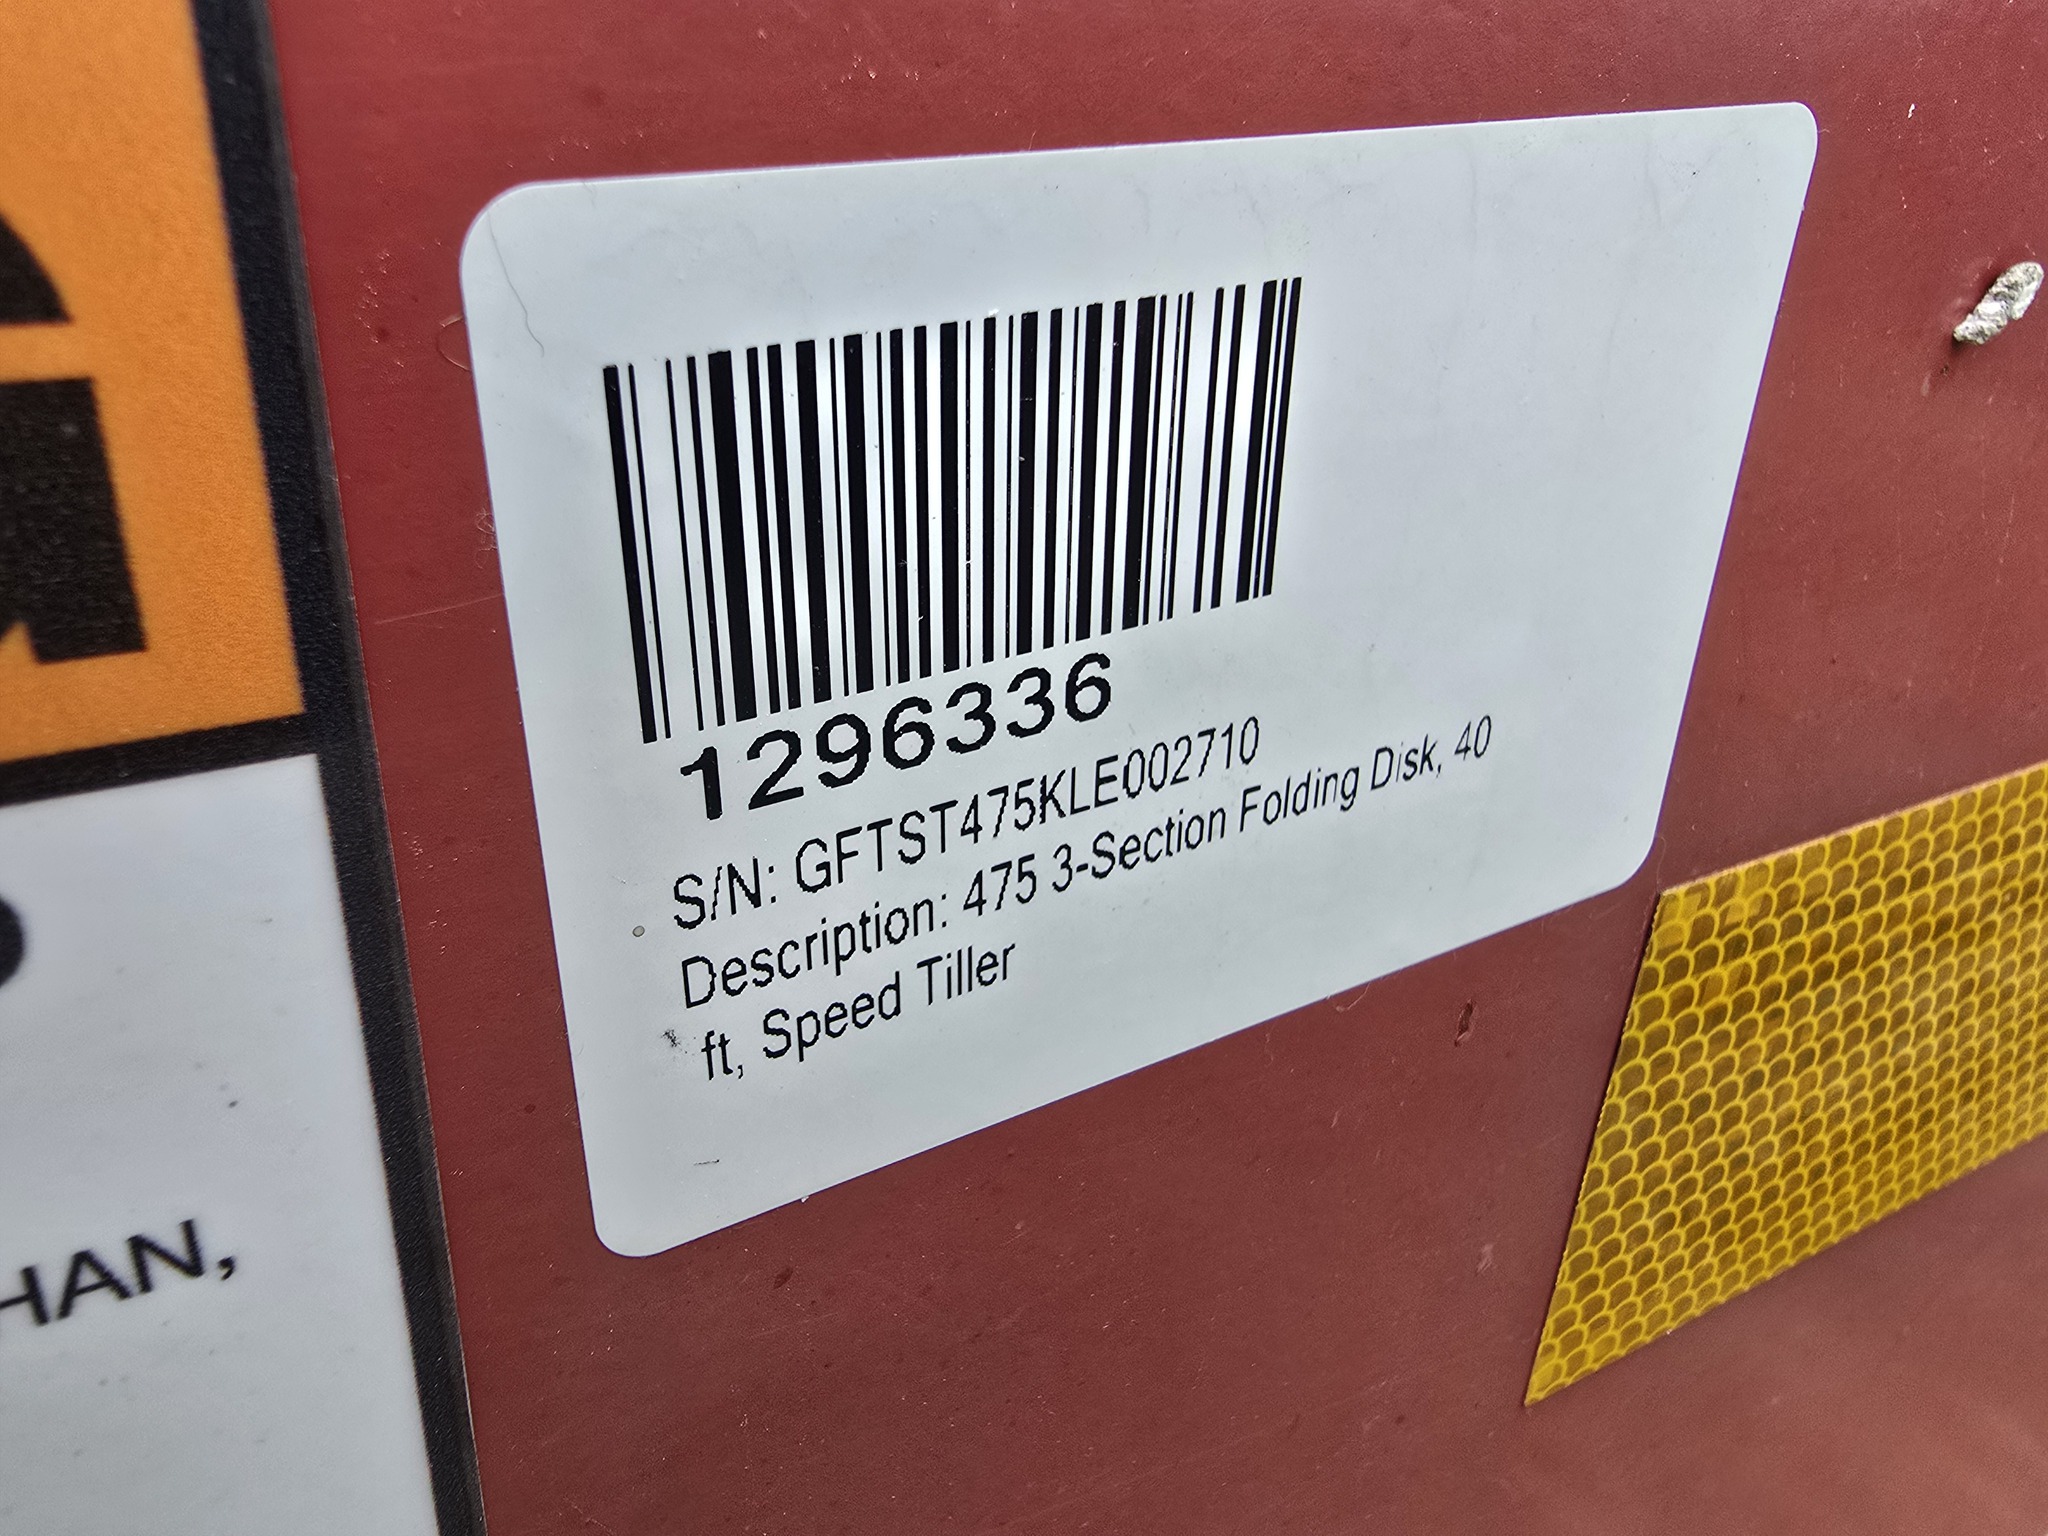 1296336
S/N: GFTST475KLE002710
Description: 475 3-Section Folding Disk, 40
ft, Speed Tiller
HAN,